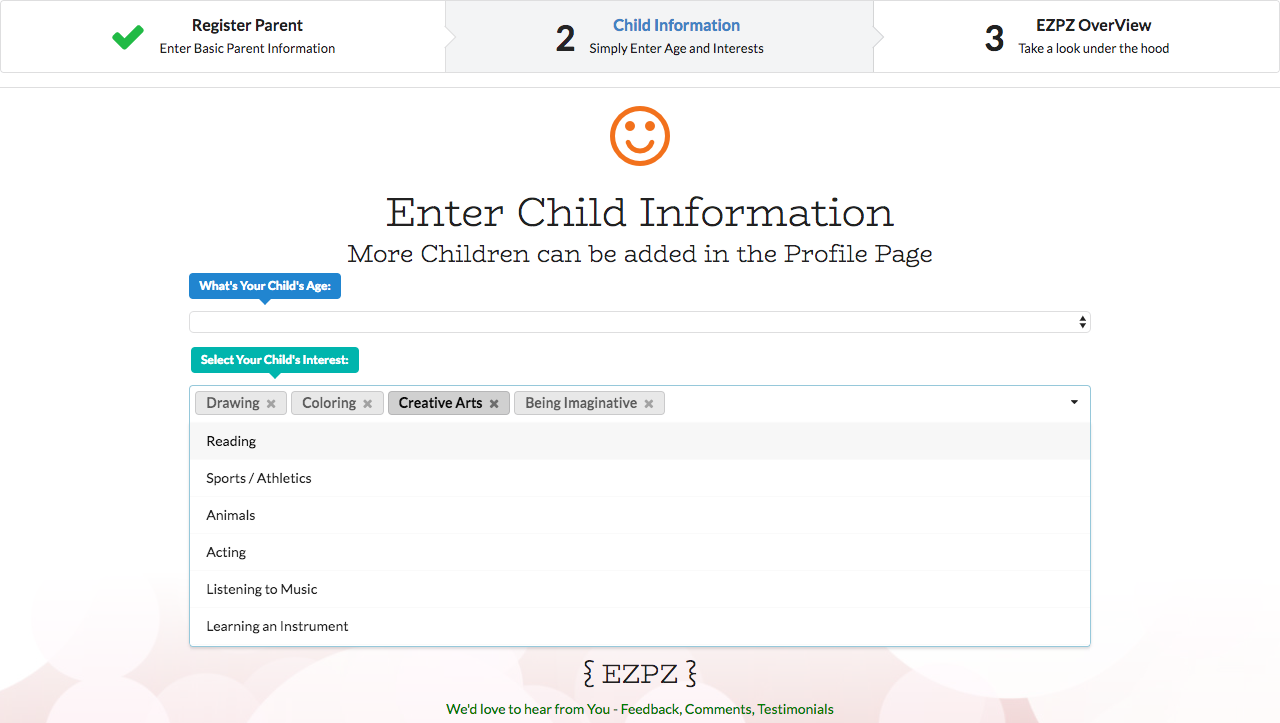 Register Parent
Enter Basic Parent Information
2
Child Information
Simply Enter Age and Interests
3
EZPZ OverView
Take a look under the hood
Enter Child Information
More Children can be added in the Profile Page
What's Your Child's Age:
Select Your Child's Interest:
Drawing Coloring Creative Arts Being Imaginative
Reading
Sports / Athletics
Animals
Acting
Listening to Music
Learning an Instrument
{ EZPZ }
We'd love to hear from You - Feedback, Comments, Testimonials